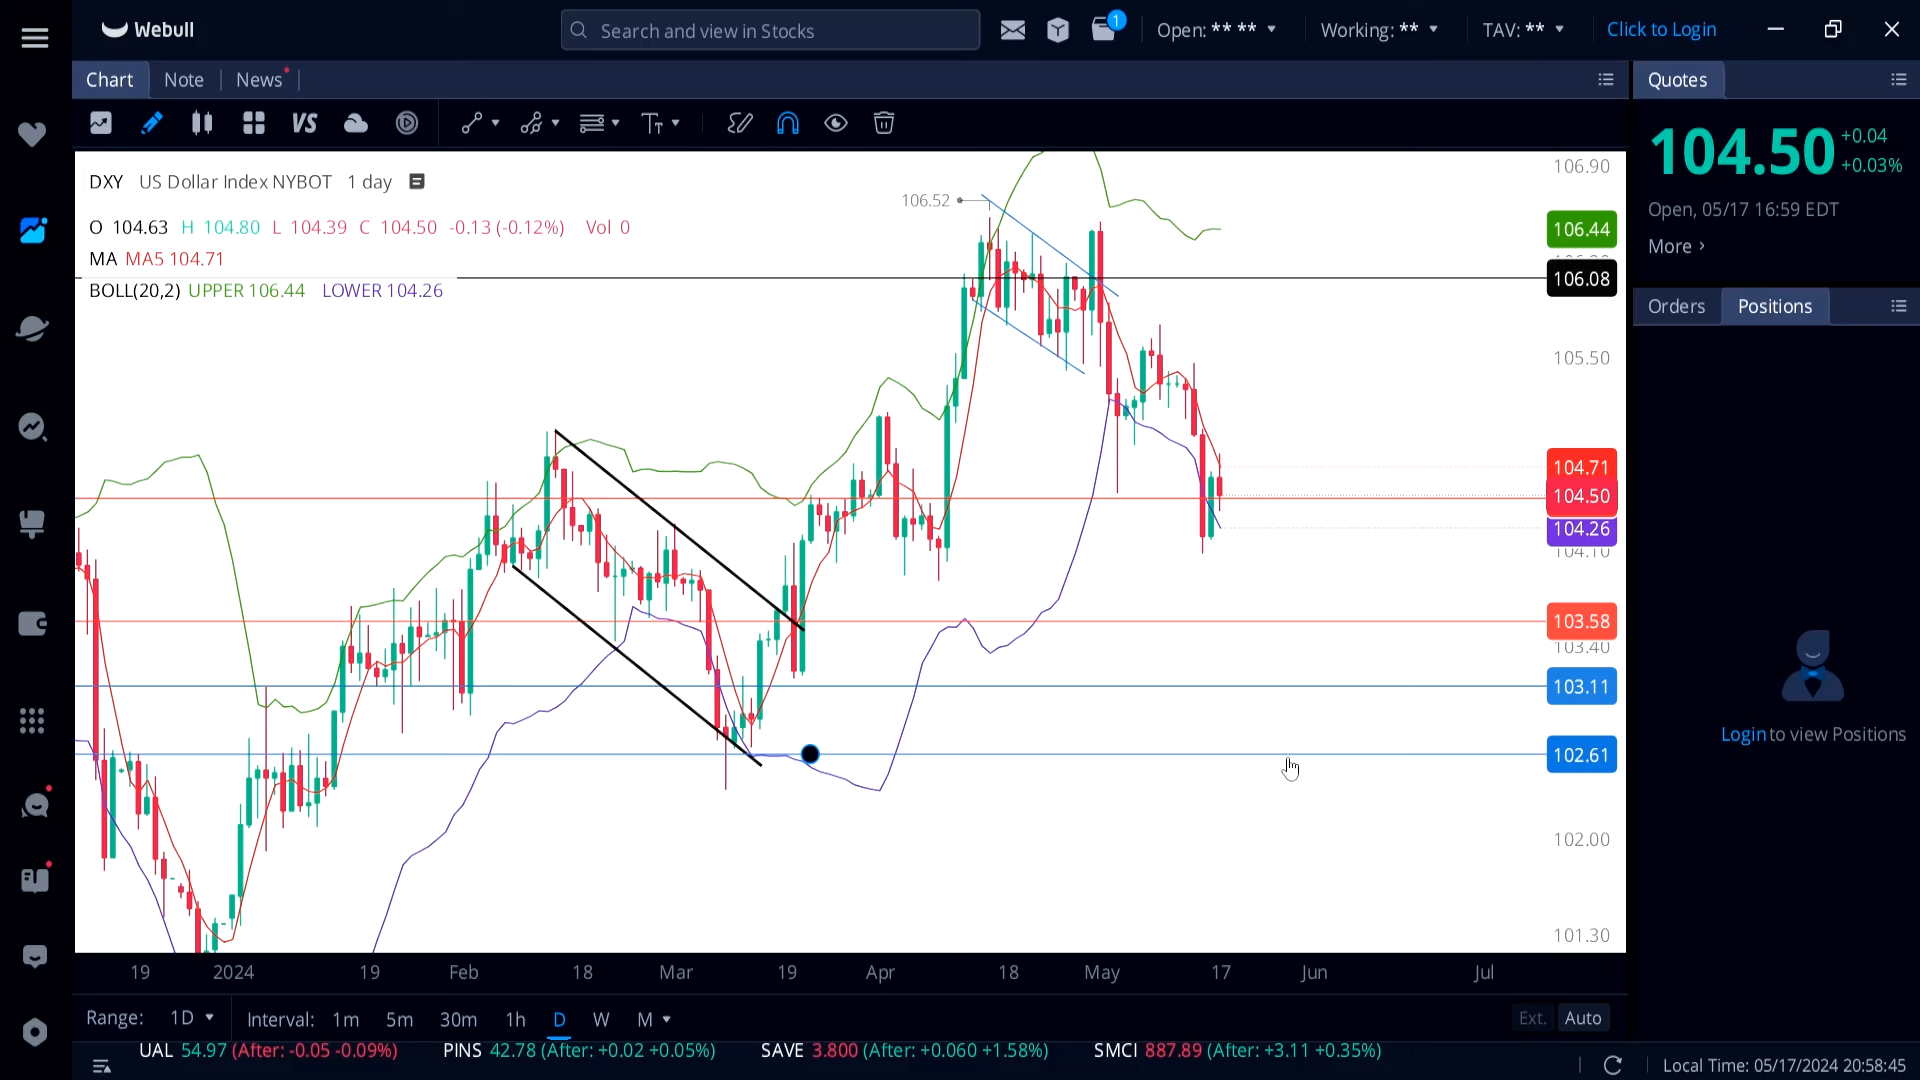 Webull
Search and view in Stocks
1
Open: ** **
Working: **
TAV: **
Click to Login
Chart
Note
News
Quotes
VS
104.50
+0.04
+0.03%
Open, 05/17 16:59 EDT
More
Orders
Positions
Login to view Positions
DXY US Dollar Index NYBOT 1 day
O 104.63 H 104.80 L 104.39 C 104.50 -0.13 (-0.12%) Vol 0
MA MA5 104.71
BOLL(20,2) UPPER 106.44 LOWER 104.26
106.52
106.90
106.44
106.08
105.50
104.71
104.50
104.26
104.10
103.58
103.40
103.11
102.61
102.00
101.30
19 2024 19 Feb 18 Mar 19 Apr 18 May 17 Jun Jul
Range: 1D Interval: 1m 5m 30m 1h D W M
Ext. Auto
UAL 54.97 (After: -0.05 -0.09%) PINS 42.78 (After: +0.02 +0.05%) SAVE 3.800 (After: +0.060 +1.58%) SMCI 887.89 (After: +3.11 +0.35%)
Local Time: 05/17/2024 20:58:45